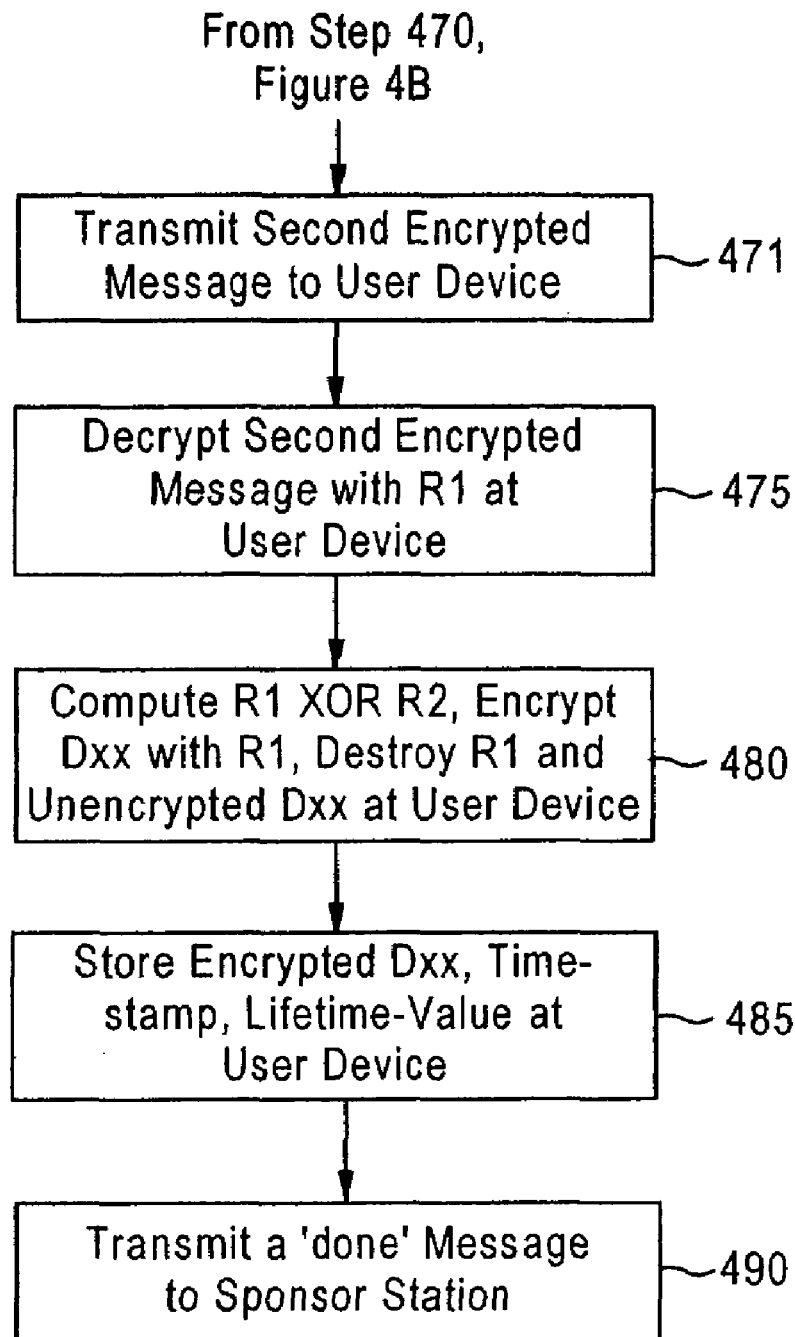 From Step 470,
Figure 4B
Transmit Second Encrypted
Message to User Device
471
Decrypt Second Encrypted
Message with R1 at
User Device
475
Compute R1 XOR R2, Encrypt
Dxx with R1, Destroy R1 and
Unencrypted Dxx at User Device
480
Store Encrypted Dxx, Time-
stamp, Lifetime-Value at
User Device
485
Transmit a 'done' Message
to Sponsor Station
490